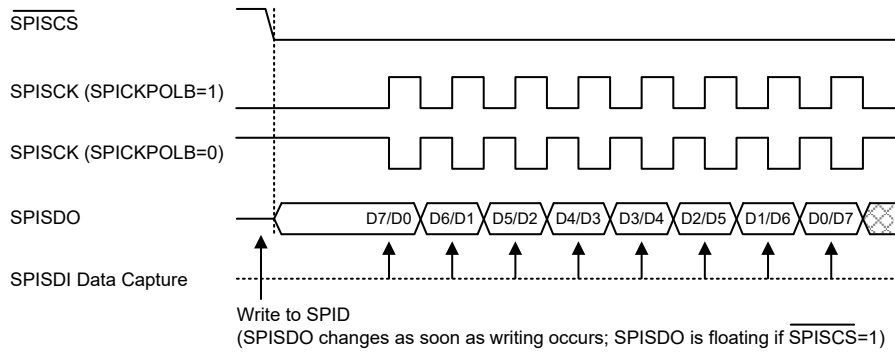 SPISCS
SPISCK (SPICKPOLB=1)
SPISCK (SPICKPOLB=0)
SPISDO D7/D0 D6/D1 D5/D2 D4/D3 D3/D4 D2/D5 D1/D6 D0/D7
SPISDI Data Capture
Write to SPID
(SPISDO changes as soon as writing occurs; SPISDO is floating if SPISCS=1)